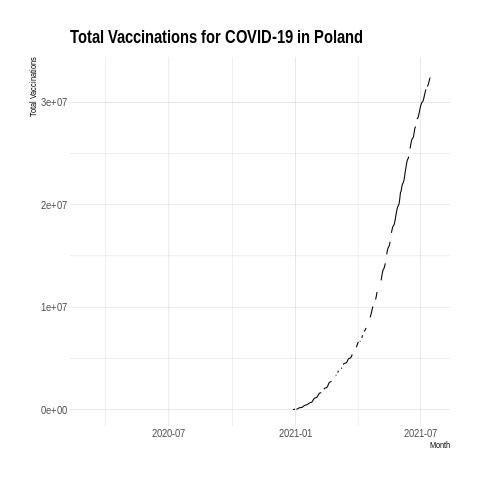 Total Vaccinations for COVID-19 in Poland
Total Vaccinations
3e+07
2e+07
1e+07
0e+00
2020-07 2021-01 2021-07
Month